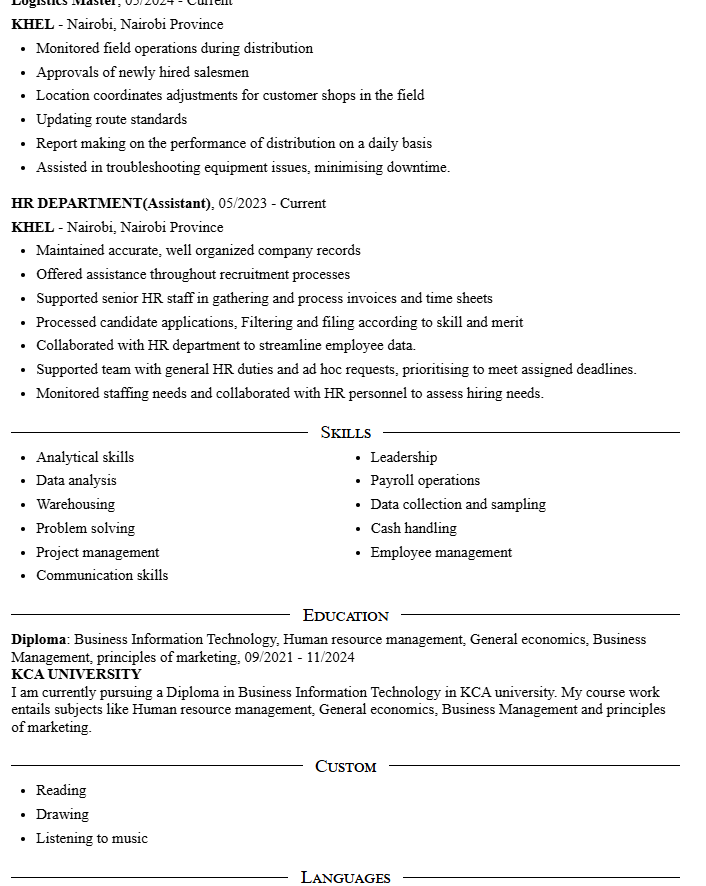 Logistics Master, 05/2024 - Current
KHEL - Nairobi, Nairobi Province
• Monitored field operations during distribution
• Approvals of newly hired salesmen
• Location coordinates adjustments for customer shops in the field
• Updating route standards
• Report making on the performance of distribution on a daily basis
• Assisted in troubleshooting equipment issues, minimising downtime.
HR DEPARTMENT(Assistant), 05/2023 - Current
KHEL - Nairobi, Nairobi Province
• Maintained accurate, well organized company records
• Offered assistance throughout recruitment processes
• Supported senior HR staff in gathering and process invoices and time sheets
• Processed candidate applications, Filtering and filing according to skill and merit
• Collaborated with HR department to streamline employee data.
• Supported team with general HR duties and ad hoc requests, prioritising to meet assigned deadlines.
• Monitored staffing needs and collaborated with HR personnel to assess hiring needs.
SKILLS
• Analytical skills
• Data analysis
• Warehousing
• Problem solving
• Project management
• Communication skills
• Leadership
• Payroll operations
• Data collection and sampling
• Cash handling
• Employee management
EDUCATION
Diploma: Business Information Technology, Human resource management, General economics, Business
Management, principles of marketing, 09/2021 - 11/2024
KCA UNIVERSITY
I am currently pursuing a Diploma in Business Information Technology in KCA university. My course work
entails subjects like Human resource management, General economics, Business Management and principles
of marketing.
CUSTOM
• Reading
• Drawing
• Listening to music
LANGUAGES